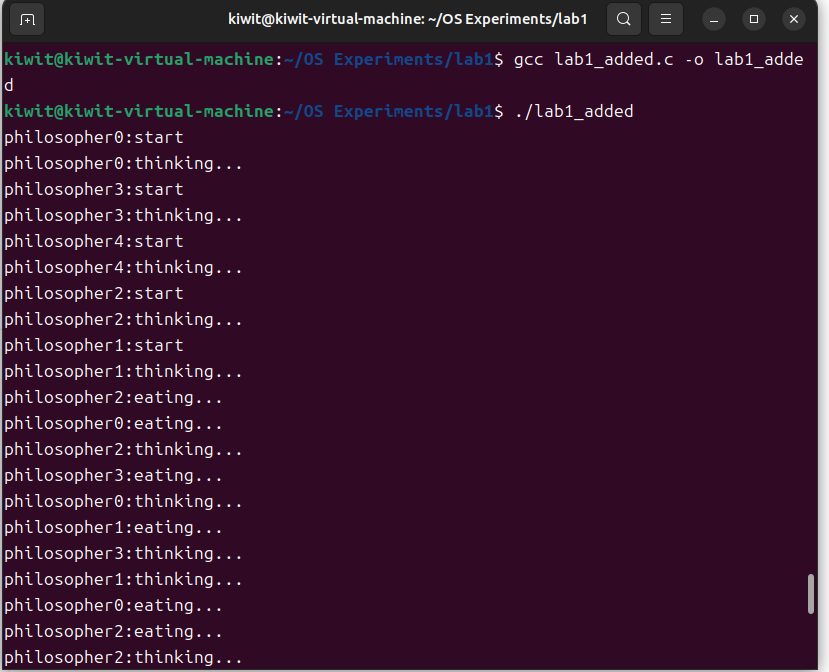 kiwit@kiwit-virtual-machine: ~/OS Experiments/lab1
kiwit@kiwit-virtual-machine:~/OS Experiments/lab1$ gcc lab1_added.c -o lab1_adde
d
kiwit@kiwit-virtual-machine:~/OS Experiments/lab1$ ./lab1_added
philosopher0:start
philosopher0:thinking...
philosopher3:start
philosopher3:thinking...
philosopher4:start
philosopher4:thinking...
philosopher2:start
philosopher2:thinking...
philosopher1:start
philosopher1:thinking...
philosopher2:eating...
philosopher0:eating...
philosopher2:thinking...
philosopher3:eating...
philosopher0:thinking...
philosopher1:eating...
philosopher3:thinking...
philosopher1:thinking...
philosopher0:eating...
philosopher2:eating...
philosopher2:thinking...